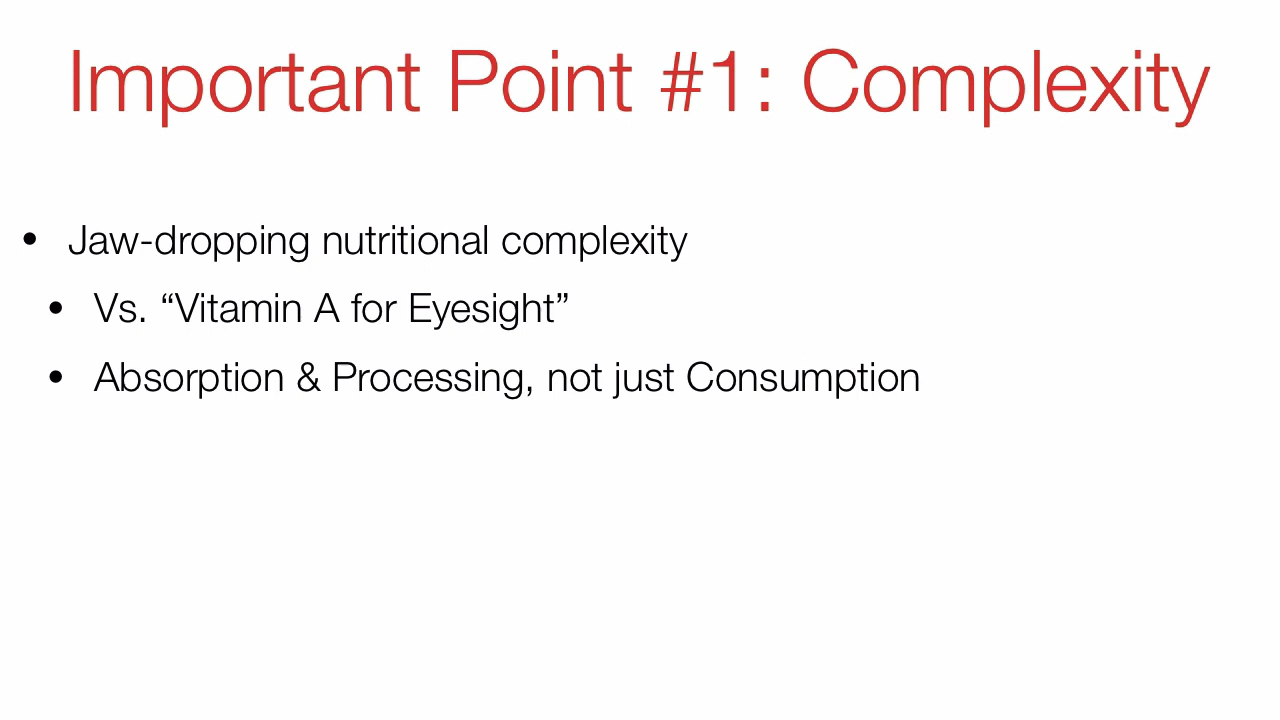 Important Point #1: Complexity
• Jaw-dropping nutritional complexity
• Vs. “Vitamin A for Eyesight”
• Absorption & Processing, not just Consumption